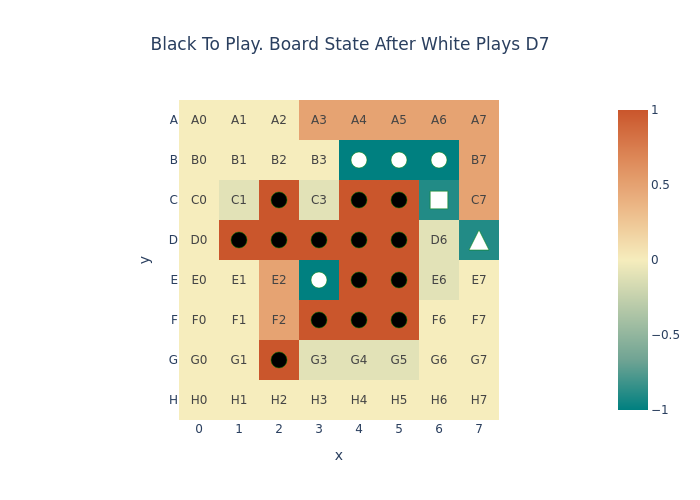 Black To Play. Board State After White Plays D7
A A0 A1 A2 A3 A4 A5 A6 A7
B B0 B1 B2 B3 B7
C C0 C1 C3 C7
D D0 D6
E E0 E1 E2 E6 E7
F F0 F1 F2 F6 F7
G G0 G1 G3 G4 G5 G6 G7
H H0 H1 H2 H3 H4 H5 H6 H7
0 1 2 3 4 5 6 7
x
y
1
0.5
0
−0.5
−1